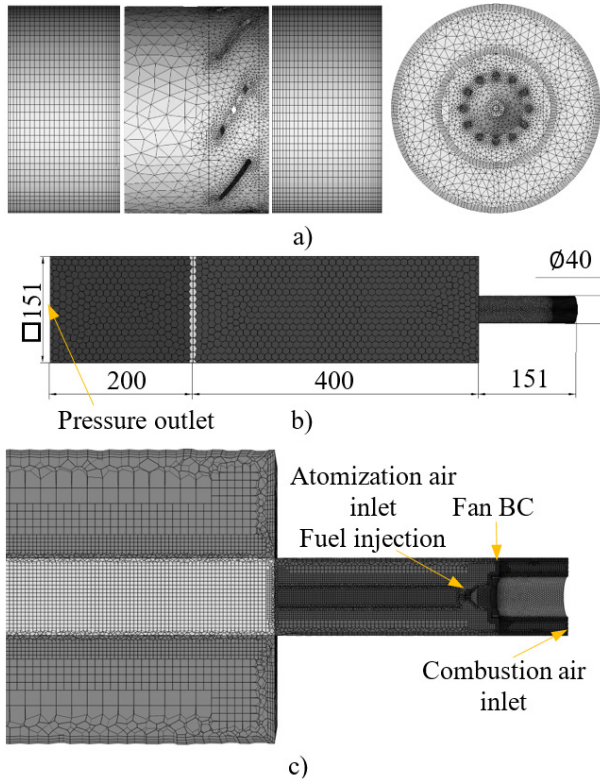 a)
Ø40
□151
200
400
151
Pressure outlet
b)
Atomization air
inlet
Fan BC
Fuel injection
Combustion air
inlet
c)